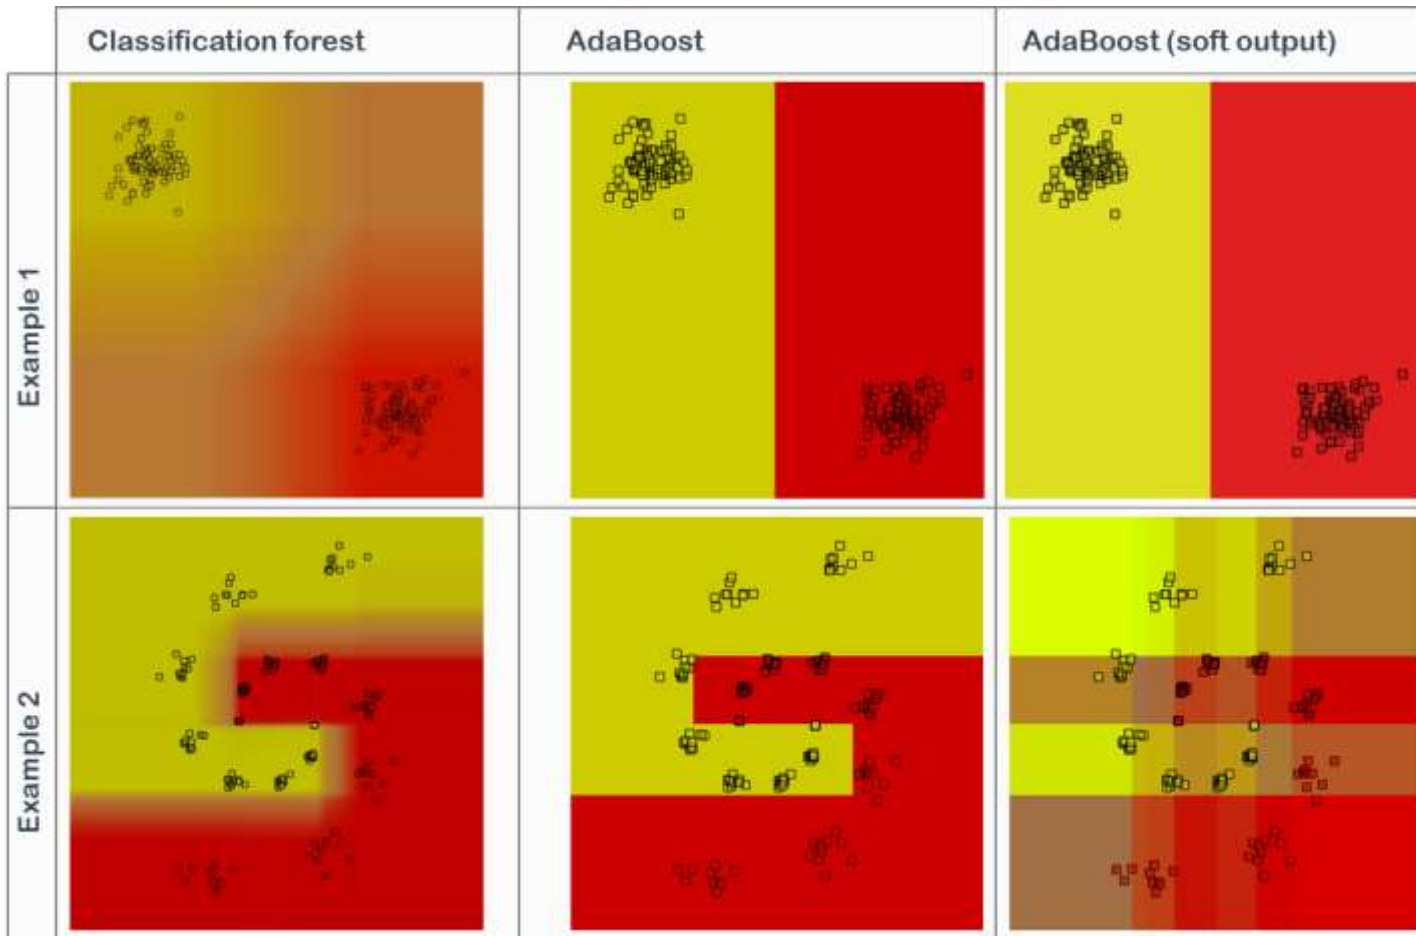 Classification forest
AdaBoost
AdaBoost (soft output)
Example 1
Example 2